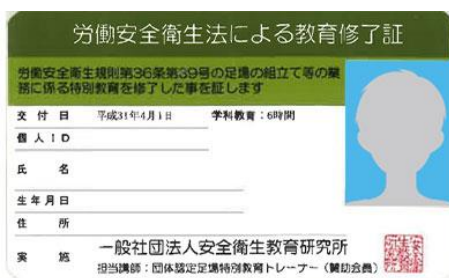 労働安全衛生法による教育修了証
労働安全衛生規則第36条第39号の足場の組立て等の業
務に係る特別教育を修了した事を証します
交付日 平成31年4月1日 学科教育:6時間
個人ID
氏名
生年月日
住所
実施 一般社団法人安全衛生教育研究所
担当講師:団体認定足場特別教育トレーナー(賛助会員)